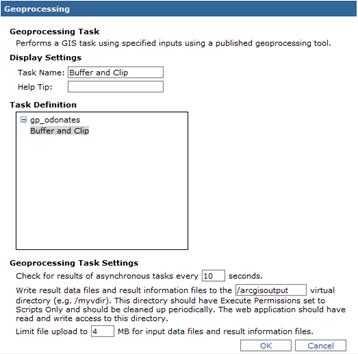 Geoprocessing
Geoprocessing Task
Performs a GIS task using specified inputs using a published geoprocessing tool.
Display Settings
Task Name: Buffer and Clip
Help Tip:
Task Definition
gp_odonates
Buffer and Clip
Geoprocessing Task Settings
Check for results of asynchronous tasks every 10 seconds.
Write result data files and result information files to the /arcgisoutput virtual
directory (e.g. /myvdir). This directory should have Execute Permissions set to
Scripts Only and should be cleaned up periodically. The web application should have
read and write access to this directory.
Limit file upload to 4 MB for input data files and result information files.
OK Cancel